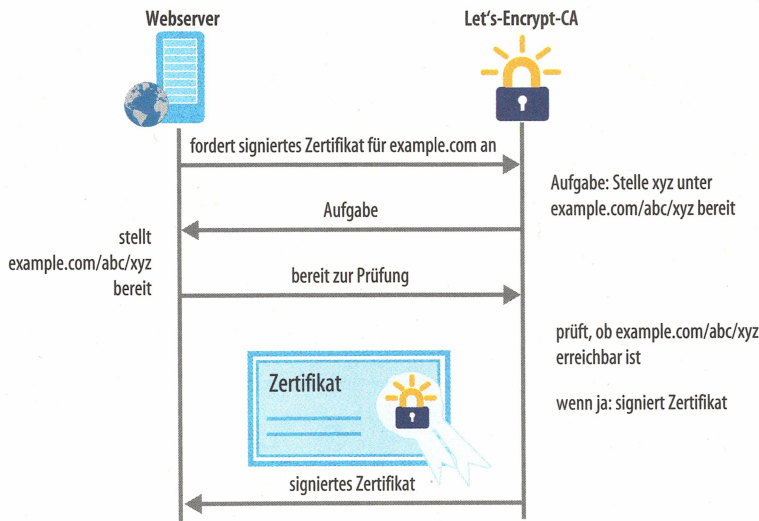 Webserver
Let's-Encrypt-CA
fordert signiertes Zertifikat für example.com an
Aufgabe: Stelle xyz unter
example.com/abc/xyz bereit
Aufgabe
stellt
example.com/abc/xyz
bereit
bereit zur Prüfung
prüft, ob example.com/abc/xyz
erreichbar ist
wenn ja: signiert Zertifikat
Zertifikat
signiertes Zertifikat